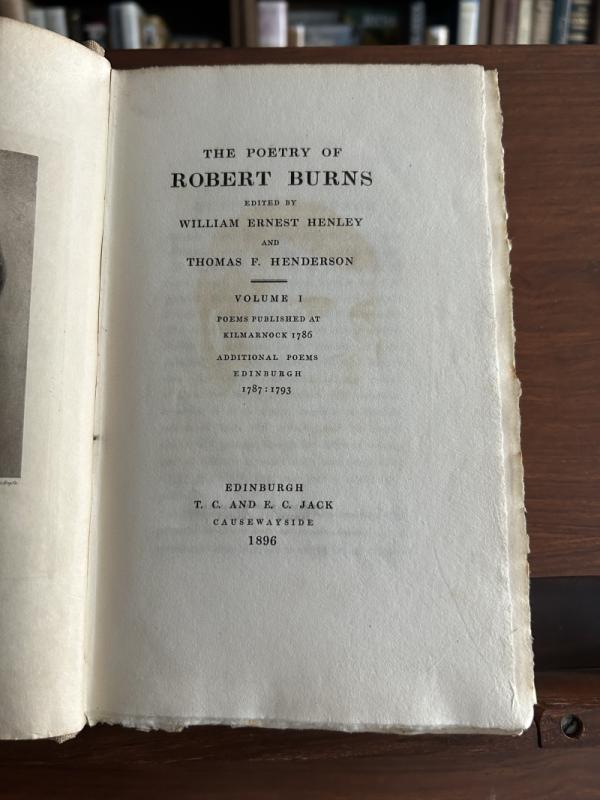 THE POETRY OF
ROBERT BURNS
EDITED BY
WILLIAM ERNEST HENLEY
AND
THOMAS F. HENDERSON
VOLUME I
POEMS PUBLISHED AT
KILMARNOCK 1786
ADDITIONAL POEMS
EDINBURGH
1787: 1793
EDINBURGH
T. C. AND E. C. JACK
CAUSEWAYSIDE
1896